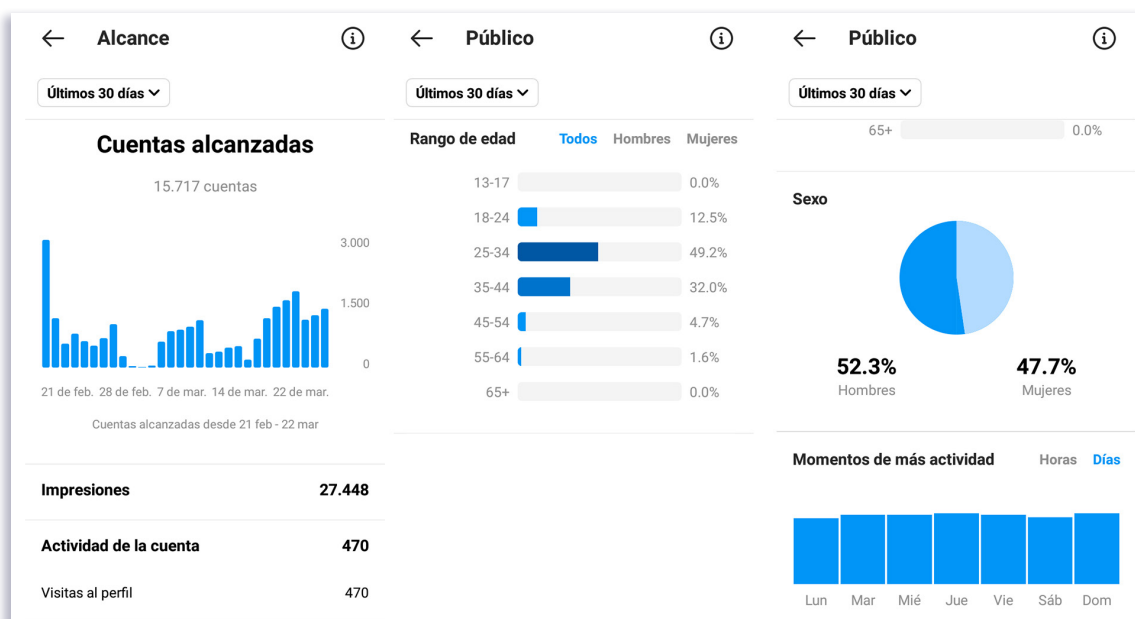 Alcance
Últimos 30 días
Cuentas alcanzadas
15.717 cuentas
3.000
1.500
0
21 de feb. 28 de feb. 7 de mar. 14 de mar. 22 de mar.
Cuentas alcanzadas desde 21 feb - 22 mar
Impresiones 27.448
Actividad de la cuenta 470
Visitas al perfil 470
Público
Últimos 30 días
Rango de edad Todos Hombres Mujeres
13-17 0.0%
18-24 12.5%
25-34 49.2%
35-44 32.0%
45-54 4.7%
55-64 1.6%
65+ 0.0%
Público
Últimos 30 días
65+ 0.0%
Sexo
52.3% 47.7%
Hombres Mujeres
Momentos de más actividad Horas Días
Lun Mar Mié Jue Vie Sáb Dom